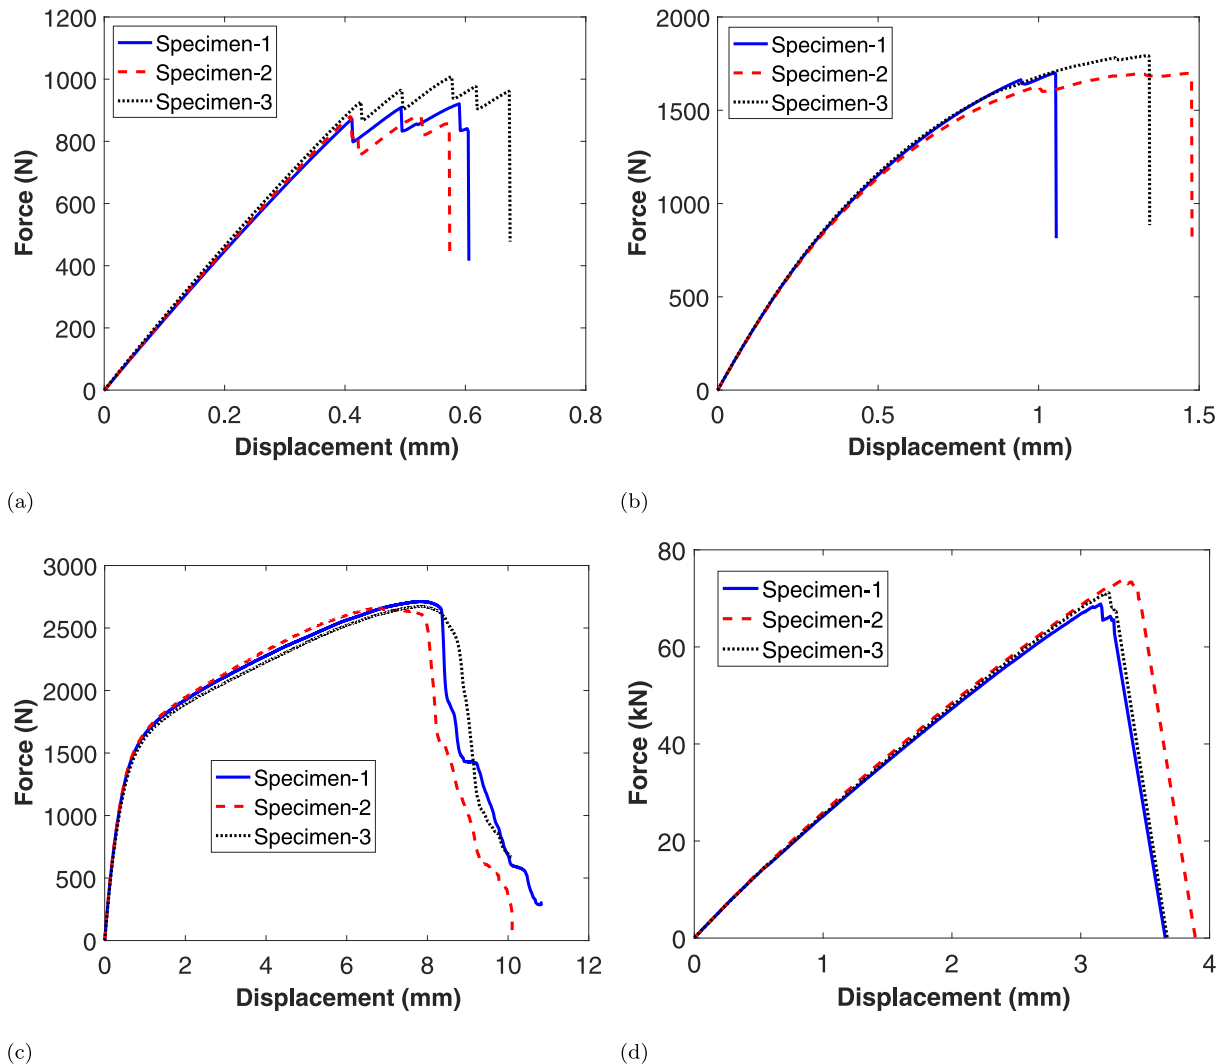 1200
1000
800
600
400
200
0
Force (N)
Specimen-1
Specimen-2
Specimen-3
0 0.2 0.4 0.6 0.8
Displacement (mm)
(a)
2000
1500
1000
500
0
Force (N)
Specimen-1
Specimen-2
Specimen-3
0 0.5 1 1.5
Displacement (mm)
(b)
3000
2500
2000
1500
1000
500
0
Force (N)
Specimen-1
Specimen-2
Specimen-3
0 2 4 6 8 10 12
Displacement (mm)
(c)
80
60
40
20
0
Force (kN)
Specimen-1
Specimen-2
Specimen-3
0 1 2 3 4
Displacement (mm)
(d)